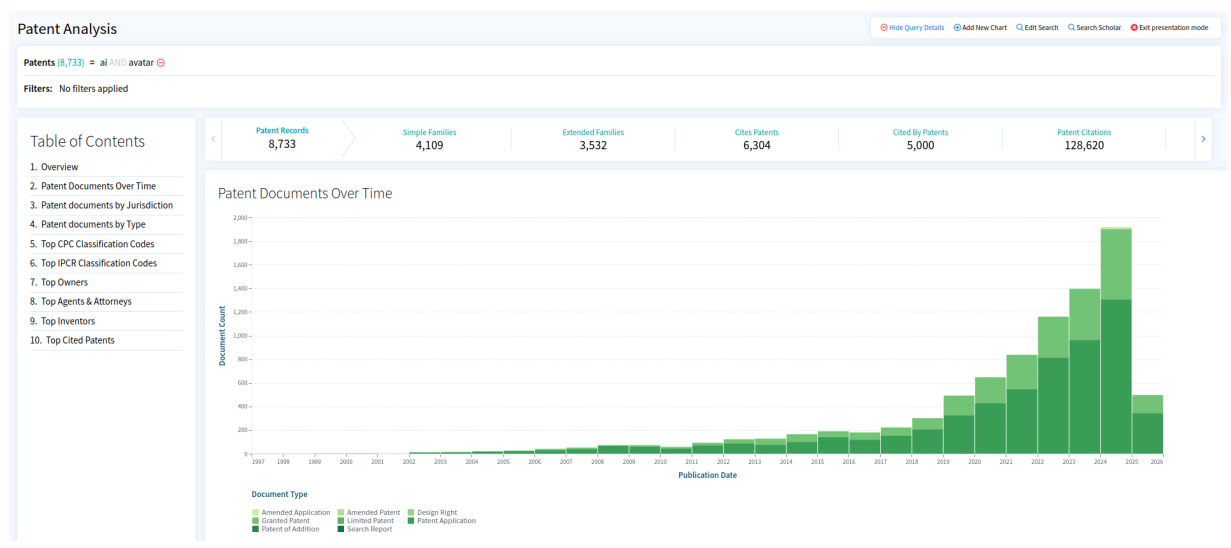 Patent Analysis
Hide Query Details Add New Chart Edit Search Search Scholar Exit presentation mode
Patents (8,733) = ai AND avatar
Filters: No filters applied
Table of Contents
1. Overview
2. Patent Documents Over Time
3. Patent documents by Jurisdiction
4. Patent documents by Type
5. Top CPC Classification Codes
6. Top IPCR Classification Codes
7. Top Owners
8. Top Agents & Attorneys
9. Top Inventors
10. Top Cited Patents
Patent Records Simple Families Extended Families Cites Patents Cited By Patents Patent Citations
8,733 4,109 3,532 6,304 5,000 128,620
Patent Documents Over Time
2,000
1,800
1,600
1,400
1,200
1,000
800
600
400
200
0
Document Count
1997 1998 1999 2000 2001 2002 2003 2004 2005 2006 2007 2008 2009 2010 2011 2012 2013 2014 2015 2016 2017 2018 2019 2020 2021 2022 2023 2024 2025 2026
Publication Date
Document Type
Amended Application Amended Patent Design Right
Granted Patent Limited Patent Patent Application
Patent of Addition Search Report